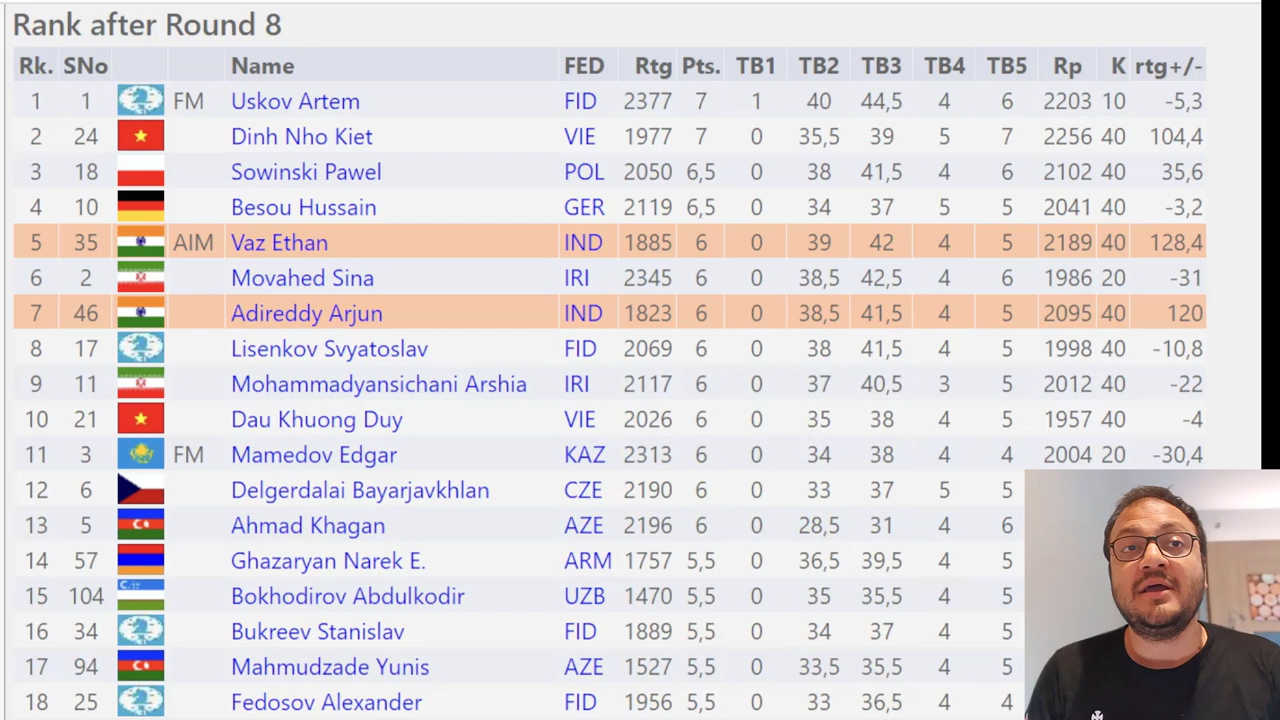 Rank after Round 8
Rk. SNo Name FED Rtg Pts. TB1 TB2 TB3 TB4 TB5 Rp K rtg+/-
1 1 FM Uskov Artem FID 2377 7 1 40 44,5 4 6 2203 10 -5,3
2 24 Dinh Nho Kiet VIE 1977 7 0 35,5 39 5 7 2256 40 104,4
3 18 Sowinski Pawel POL 2050 6,5 0 38 41,5 4 6 2102 40 35,6
4 10 Besou Hussain GER 2119 6,5 0 34 37 5 5 2041 40 -3,2
5 35 AIM Vaz Ethan IND 1885 6 0 39 42 4 5 2189 40 128,4
6 2 Movahed Sina IRI 2345 6 0 38,5 42,5 4 6 1986 20 -31
7 46 Adireddy Arjun IND 1823 6 0 38,5 41,5 4 5 2095 40 120
8 17 Lisenkov Svyatoslav FID 2069 6 0 38 41,5 4 5 1998 40 -10,8
9 11 Mohammadyansichani Arshia IRI 2117 6 0 37 40,5 3 5 2012 40 -22
10 21 Dau Khuong Duy VIE 2026 6 0 35 38 4 5 1957 40 -4
11 3 FM Mamedov Edgar KAZ 2313 6 0 34 38 4 4 2004 20 -30,4
12 6 Delgerdalai Bayarjavkhlan CZE 2190 6 0 33 37 5 5
13 5 Ahmad Khagan AZE 2196 6 0 28,5 31 4 6
14 57 Ghazaryan Narek E. ARM 1757 5,5 0 36,5 39,5 4 5
15 104 Bokhodirov Abdulkodir UZB 1470 5,5 0 35 35,5 4 5
16 34 Bukreev Stanislav FID 1889 5,5 0 34 37 4 5
17 94 Mahmudzade Yunis AZE 1527 5,5 0 33,5 35,5 4 5
18 25 Fedosov Alexander FID 1956 5,5 0 33 36,5 4 4